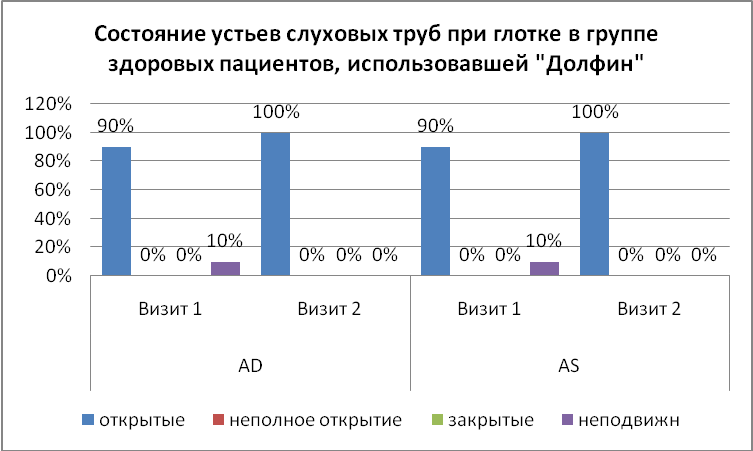 Состояние устьев слуховых труб при глотке в группе
здоровых пациентов, использовавшей "Долфин"
120%
100%
80%
60%
40%
20%
0%
90% 0% 0% 10% 100% 0% 0% 0% 90% 0% 0% 10% 100% 0% 0% 0%
Визит 1 Визит 2 Визит 1 Визит 2
AD AS
открытые неполное открытие закрытые неподвижн